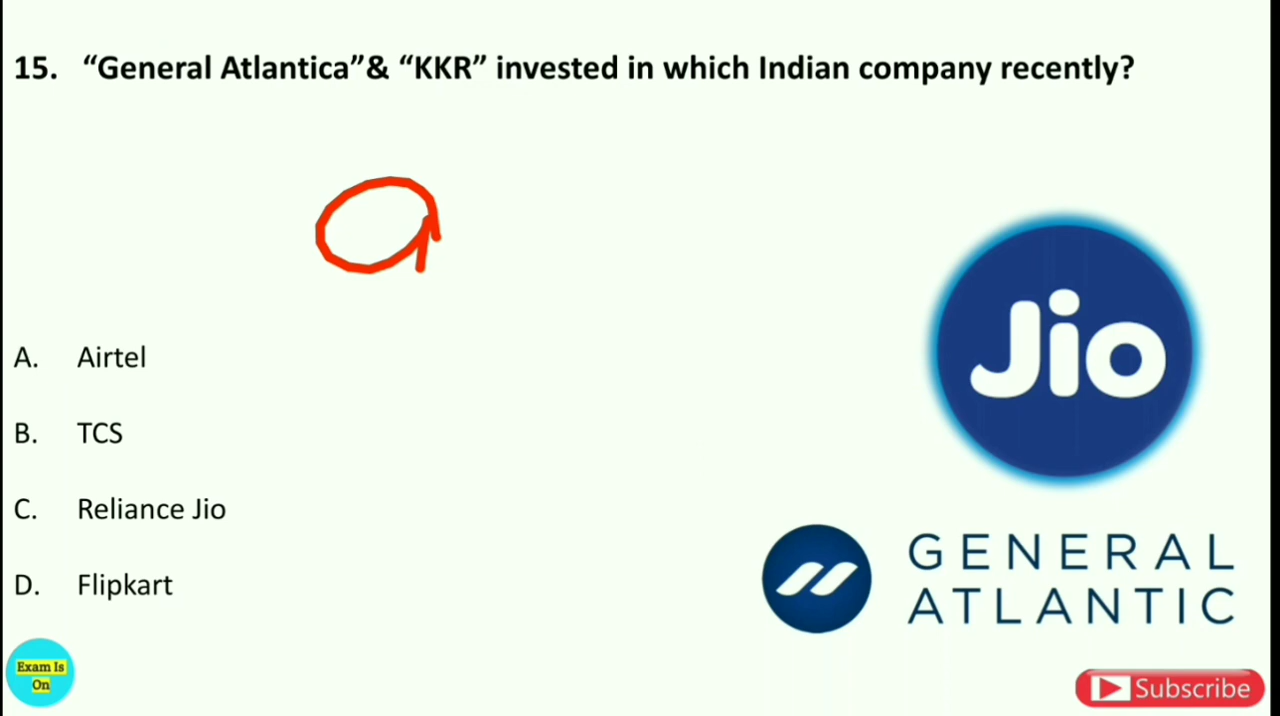 15. “General Atlantica”& “KKR” invested in which Indian company recently?
A. Airtel
B. TCS
C. Reliance Jio
D. Flipkart
Jio
GENERAL
ATLANTIC
Exam Is
On
Subscribe